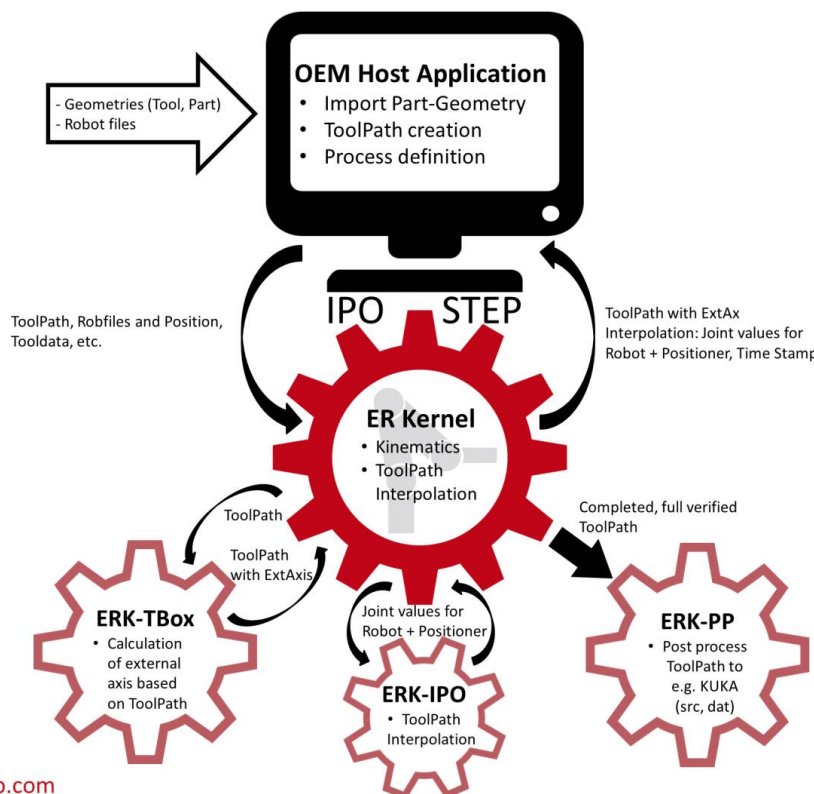 OEM Host Application
• Import Part-Geometry
• ToolPath creation
• Process definition
- Geometries (Tool, Part)
- Robot files
IPO STEP
ToolPath, Robfiles and Position,
Tooldata, etc.
ToolPath with ExtAx
Interpolation: Joint values for
Robot + Positioner, Time Stamp
ER Kernel
• Kinematics
• ToolPath
Interpolation
ToolPath
ToolPath
with ExtAxis
Completed, full verified
ToolPath
Joint values for
Robot + Positioner
ERK-TBox
• Calculation
of external
axis based
on ToolPath
ERK-IPO
• ToolPath
Interpolation
ERK-PP
• Post process
ToolPath to
e.g. KUKA
(src, dat)
o.com